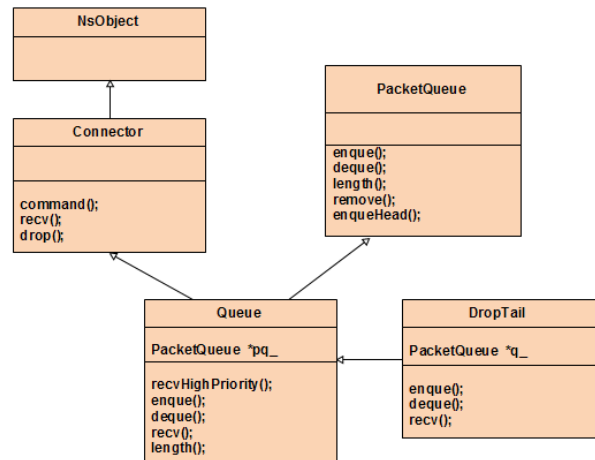 NsObject
Connector
command();
recv();
drop();
PacketQueue
enque();
deque();
length();
remove();
enqueHead();
Queue
PacketQueue *pq_
recvHighPriority();
enque();
deque();
recv();
length();
DropTail
PacketQueue *q_
enque();
deque();
recv();